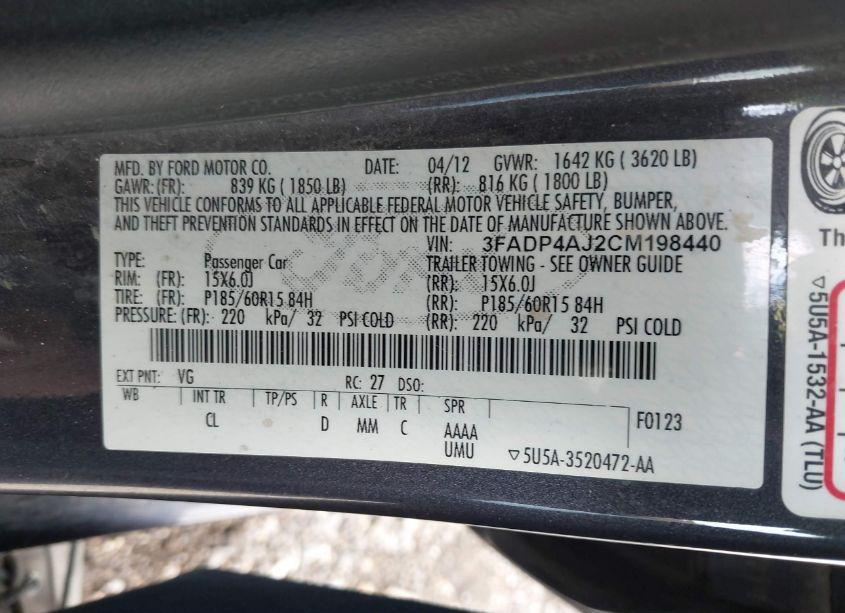 MFD. BY FORD MOTOR CO. DATE: 04/12 GVWR: 1642 KG ( 3620 LB)
GAWR: (FR): 839 KG ( 1850 LB) (RR): 816 KG ( 1800 LB)
THIS VEHICLE CONFORMS TO ALL APPLICABLE FEDERAL MOTOR VEHICLE SAFETY, BUMPER,
AND THEFT PREVENTION STANDARDS IN EFFECT ON THE DATE OF MANUFACTURE SHOWN ABOVE.
VIN: 3FADP4AJ2CM198440
TYPE: Passenger Car TRAILER TOWING - SEE OWNER GUIDE
RIM: (FR): 15X6.0J (RR): 15X6.0J
TIRE: (F): P185/60R15 84H (RR): P185/60R15 84H
PRESSURE: (FR): 220 kPa/ 32 PSI COLD (RR): 220 kPa/ 32 PSI COLD
EXT PNT: VG RC: 27 DSO:
WB INT TR TP/PS R AXLE TR SPR
CL D MM C AAAA F0123
UMU ▽5U5A-3520472-AA
Th
▽5U5A-1532-AA (TLU)